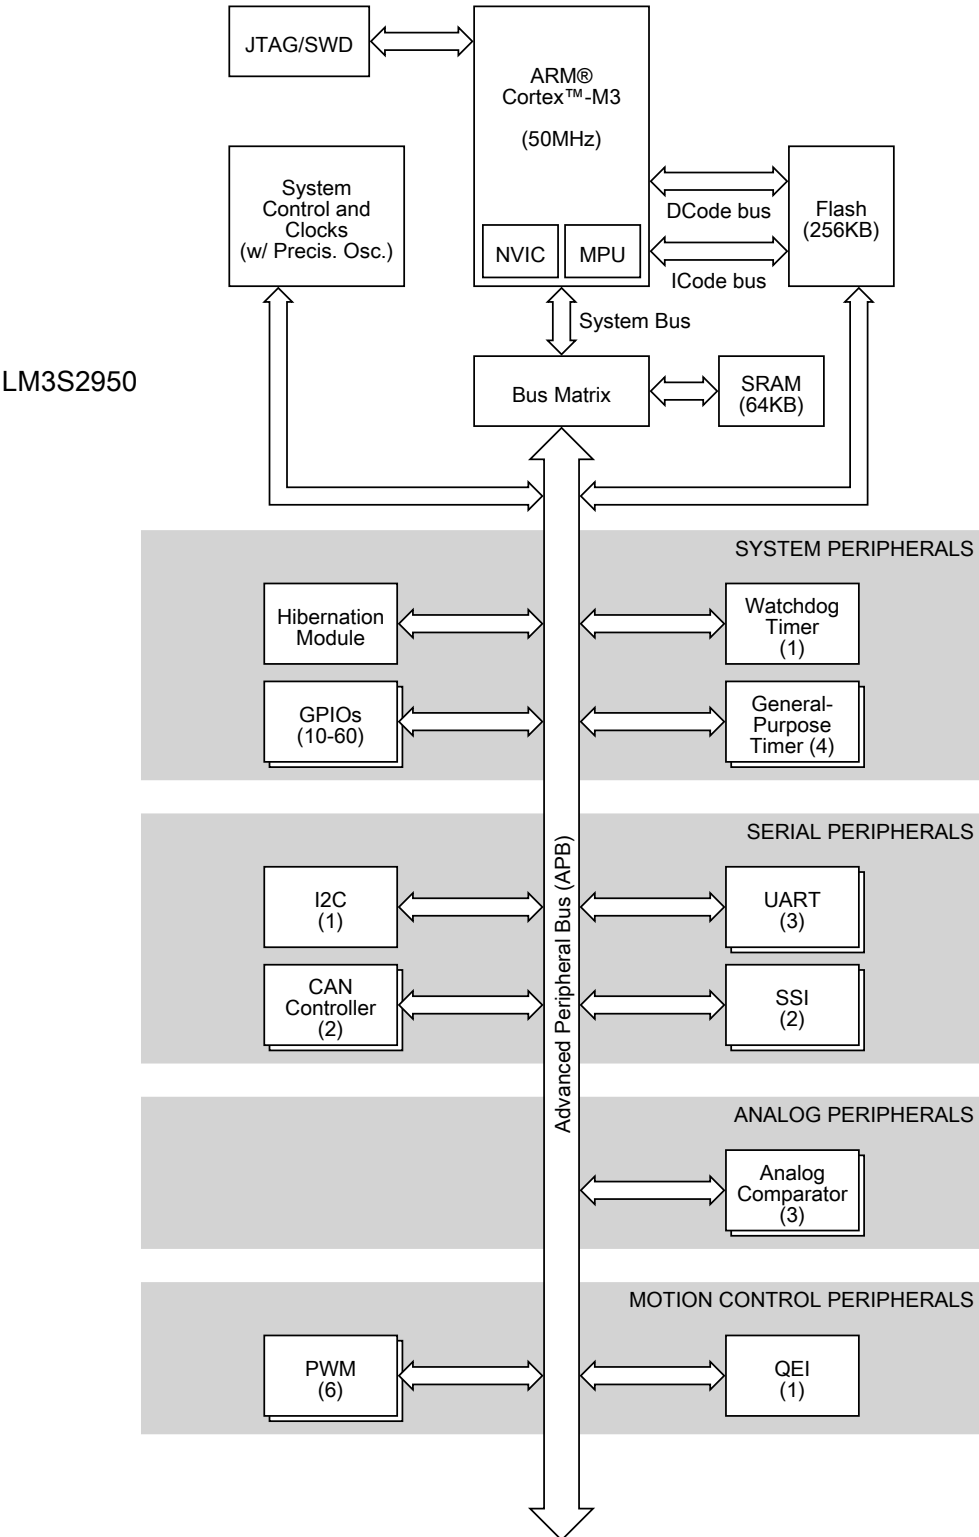 JTAG/SWD
ARM®
Cortex™-M3
(50MHz)
System
Control and
Clocks
(w/ Precis. Osc.)
DCode bus
Flash
(256KB)
NVIC
MPU
ICode bus
System Bus
LM3S2950
Bus Matrix
SRAM
(64KB)
SYSTEM PERIPHERALS
Hibernation
Module
Watchdog
Timer
(1)
GPIOs
(10-60)
General-
Purpose
Timer (4)
Advanced Peripheral Bus (APB)
SERIAL PERIPHERALS
I2C
(1)
UART
(3)
CAN
Controller
(2)
SSI
(2)
ANALOG PERIPHERALS
Analog
Comparator
(3)
MOTION CONTROL PERIPHERALS
PWM
(6)
QEI
(1)